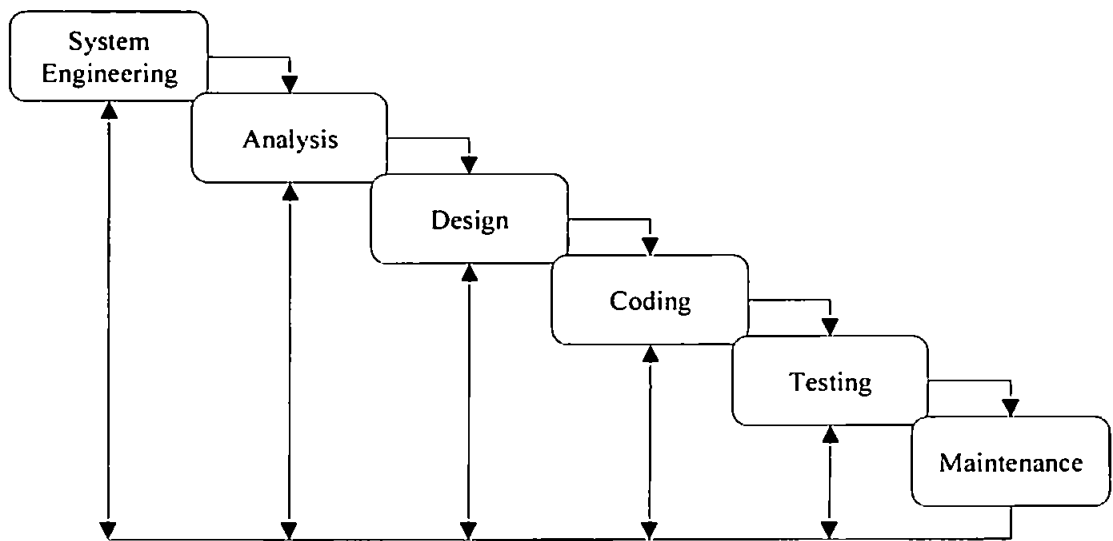 System
Engineering
Analysis
Design
Coding
Testing
Maintenance